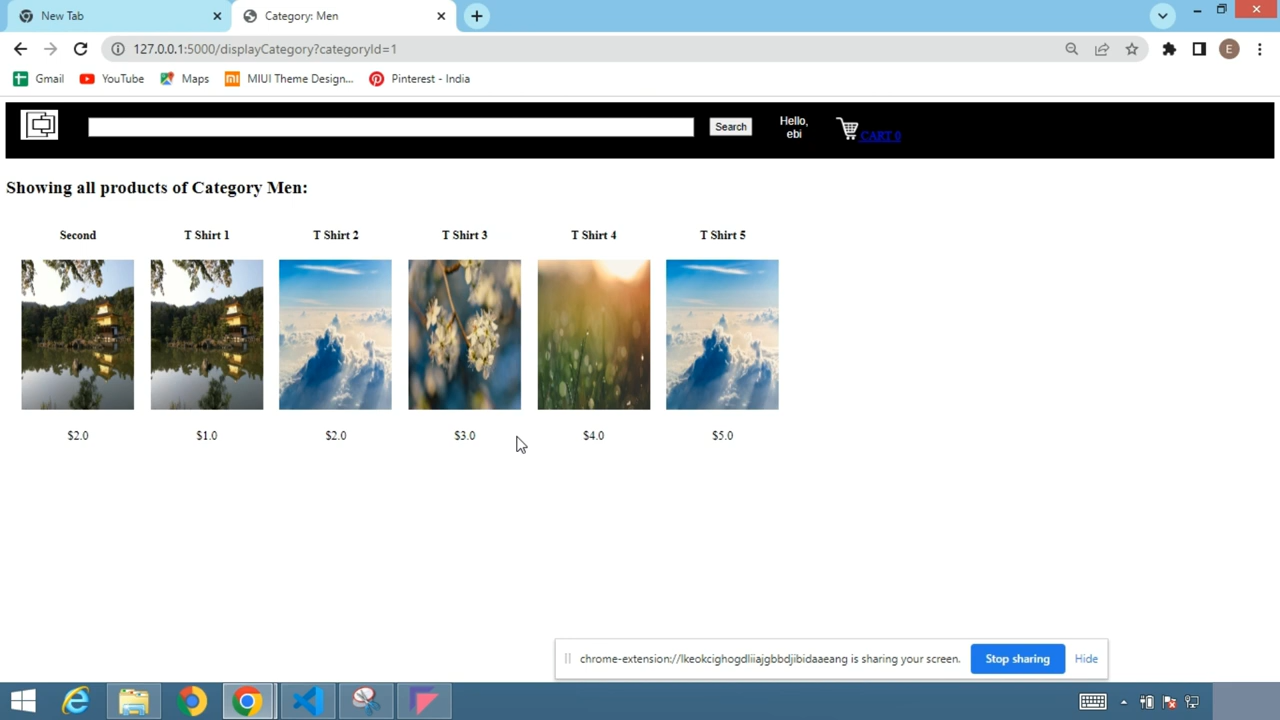 New Tab
Category: Men
127.0.0.1:5000/displayCategory?categoryId=1
E
Gmail
YouTube
Maps
MIUI Theme Design...
Pinterest - India
Search
Hello,
ebi
CART 0
Showing all products of Category Men:
Second T Shirt 1 T Shirt 2 T Shirt 3 T Shirt 4 T Shirt 5
$2.0 $1.0 $2.0 $3.0 $4.0 $5.0
chrome-extension://lkeokcighogdliiajgbbdjibidaaeang is sharing your screen.
Stop sharing
Hide